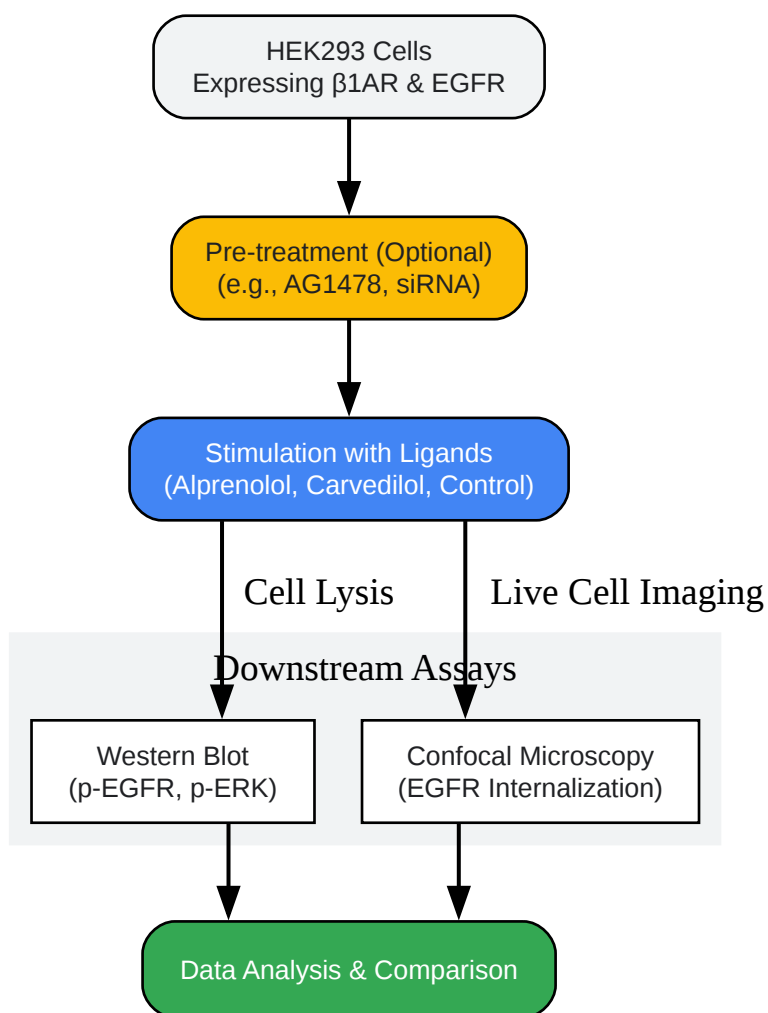 HEK293 Cells
Expressing β1AR & EGFR
Pre-treatment (Optional)
(e.g., AG1478, siRNA)
Stimulation with Ligands
(Alprenolol, Carvedilol, Control)
Cell Lysis
Live Cell Imaging
Downstream Assays
Western Blot
(p-EGFR, p-ERK)
Confocal Microscopy
(EGFR Internalization)
Data Analysis & Comparison